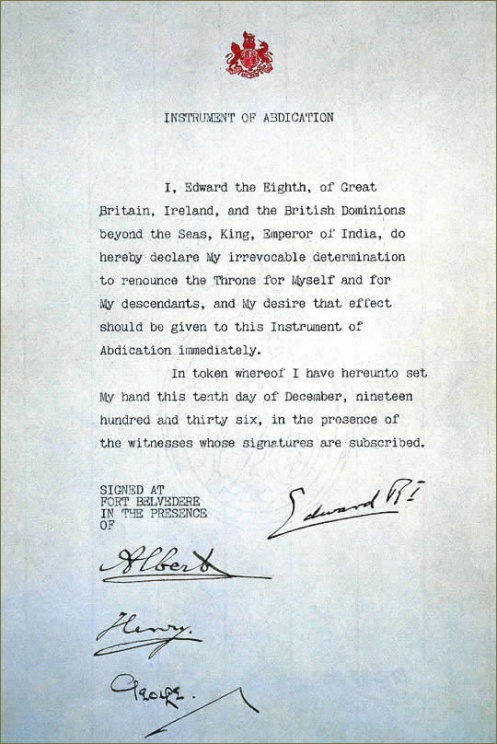 INSTRUMENT OF ABDICATION
I, Edward the Eighth, of Great
Britain, Ireland, and the British Dominions
beyond the Seas, King, Emperor of India, do
hereby declare My irrevocable determination
to renounce the Throne for Myself and for
My descendants, and My desire that effect
should be given to this Instrument of
Abdication immediately.
In token whereof I have hereunto set
My hand this tenth day of December, nineteen
hundred and thirty six, in the presence of
the witnesses whose signatures are subscribed.
SIGNED AT
FORT BELVEDERE
IN THE PRESENCE
OF
Edward RI
Albert
Henry.
George.